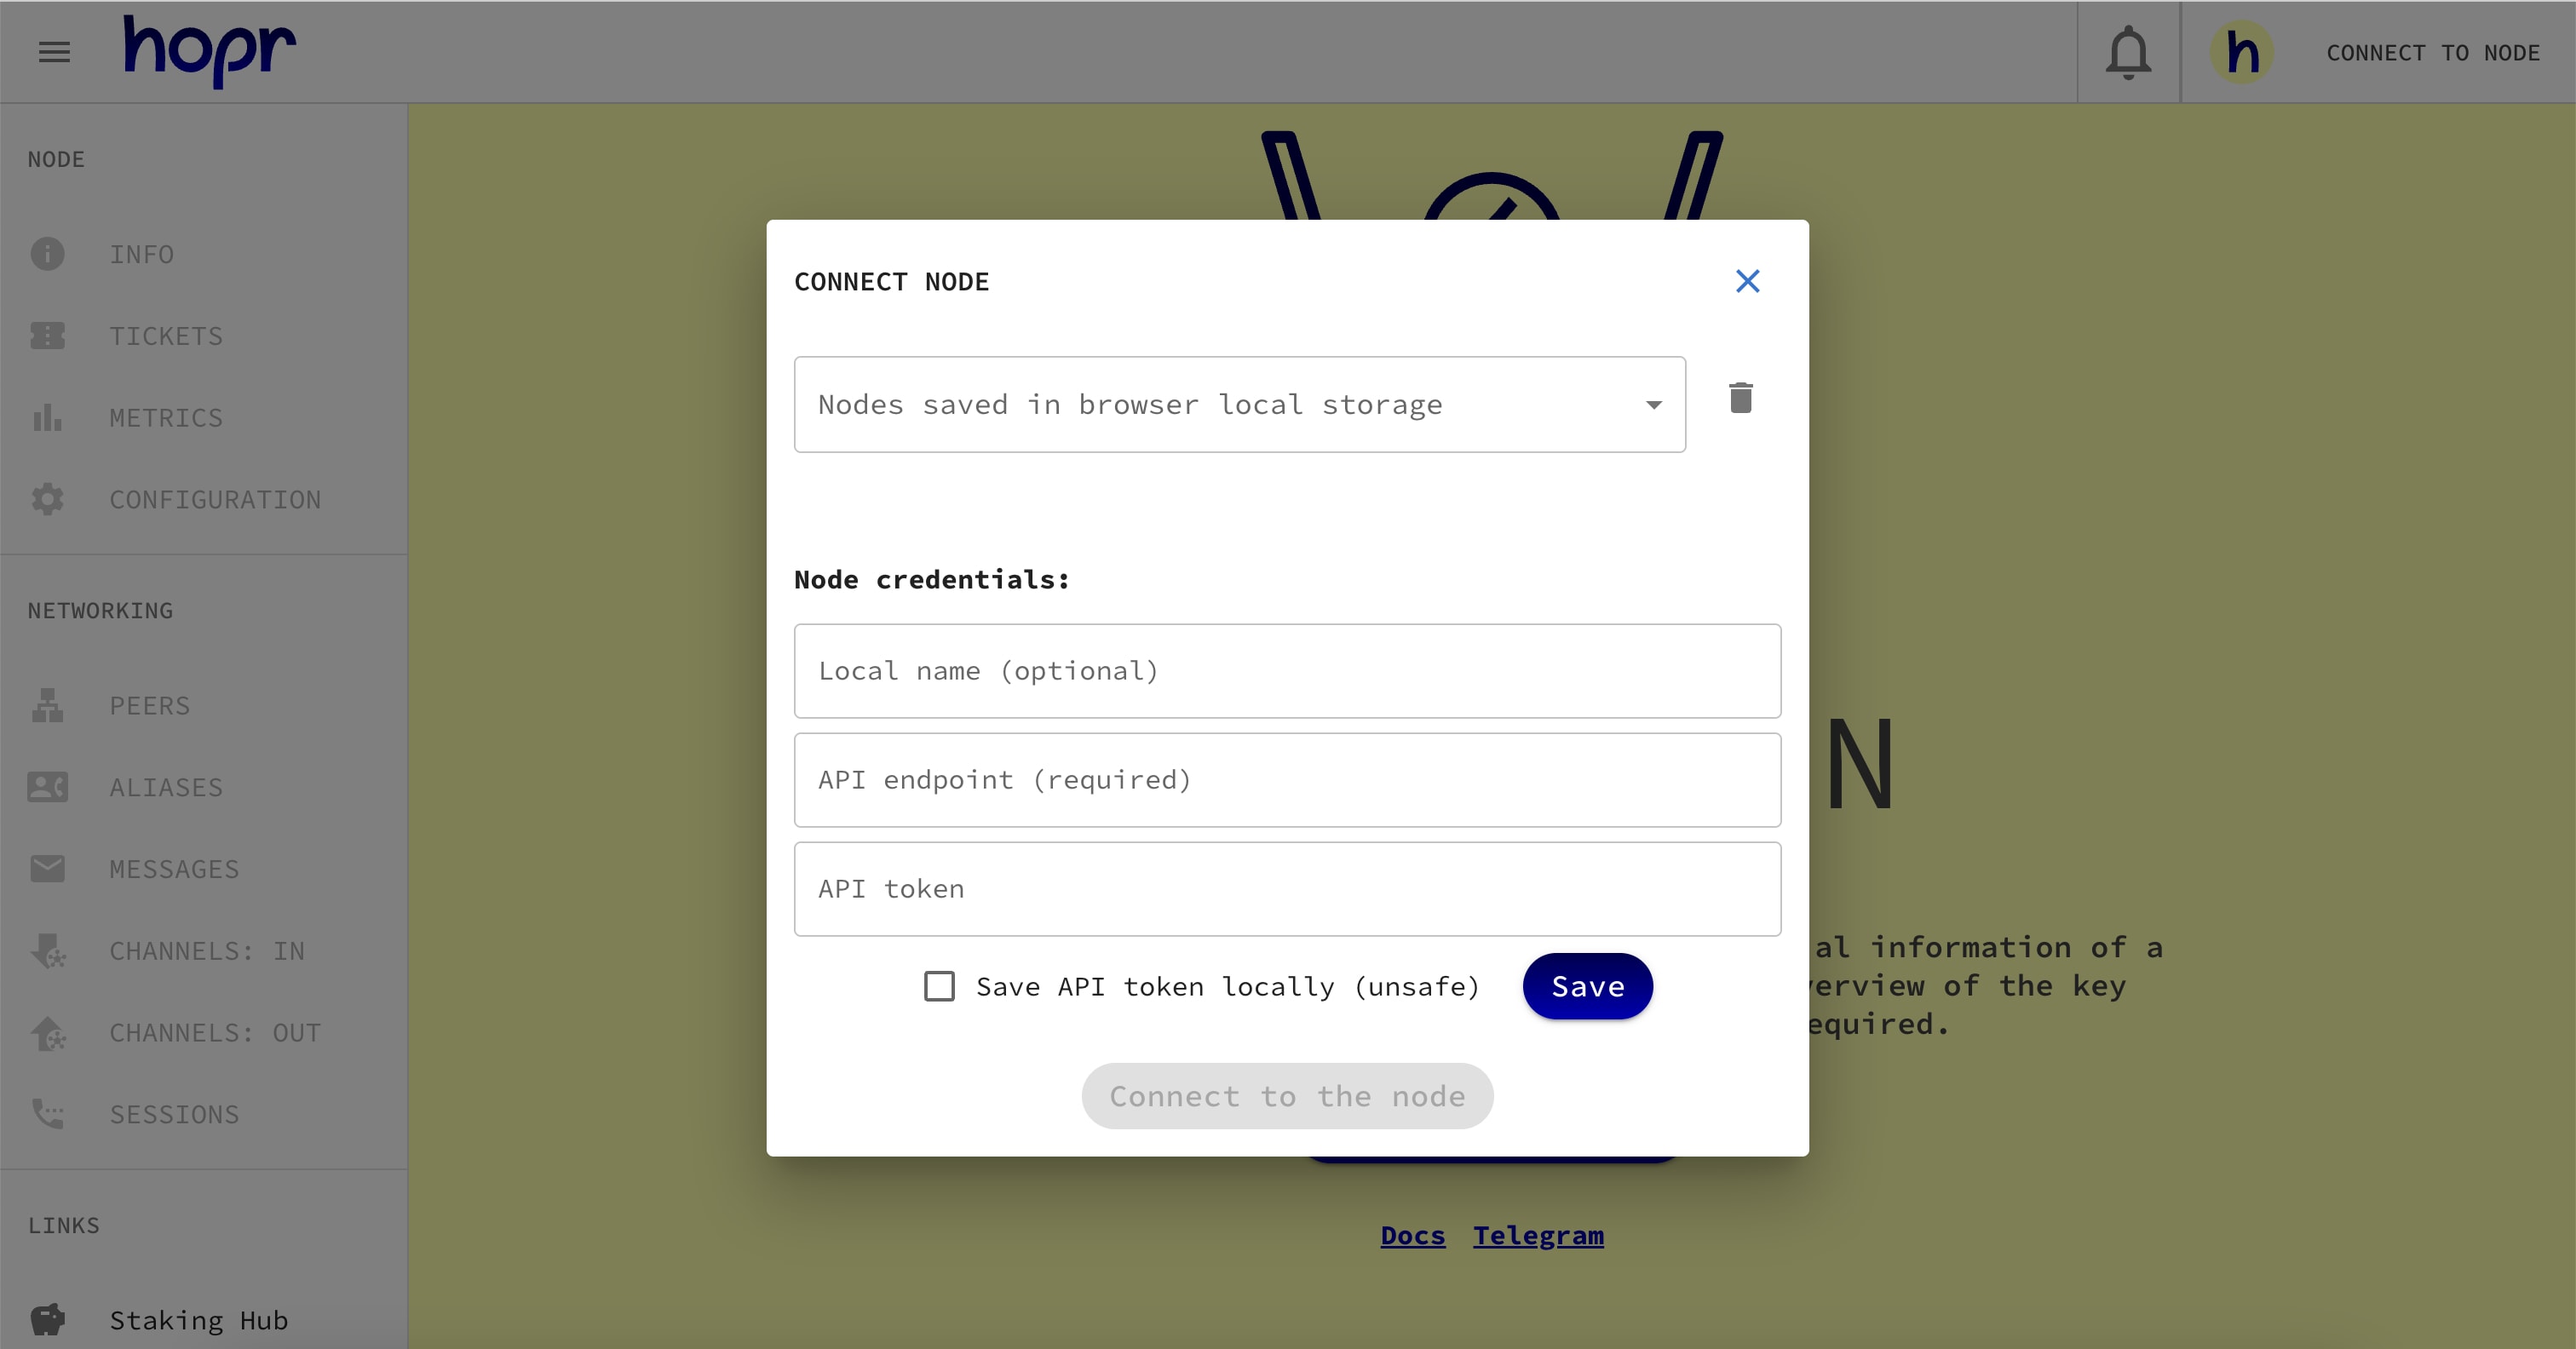 hopr
h CONNECT TO NODE
NODE
INFO
TICKETS
METRICS
CONFIGURATION
NETWORKING
PEERS
ALIASES
MESSAGES
CHANNELS: IN
CHANNELS: OUT
SESSIONS
LINKS
Staking Hub
CONNECT NODE
Nodes saved in browser local storage
Node credentials:
Local name (optional)
API endpoint (required)
API token
Save API token locally (unsafe)
Save
Connect to the node
N
al information of a
verview of the key
equired.
Docs Telegram